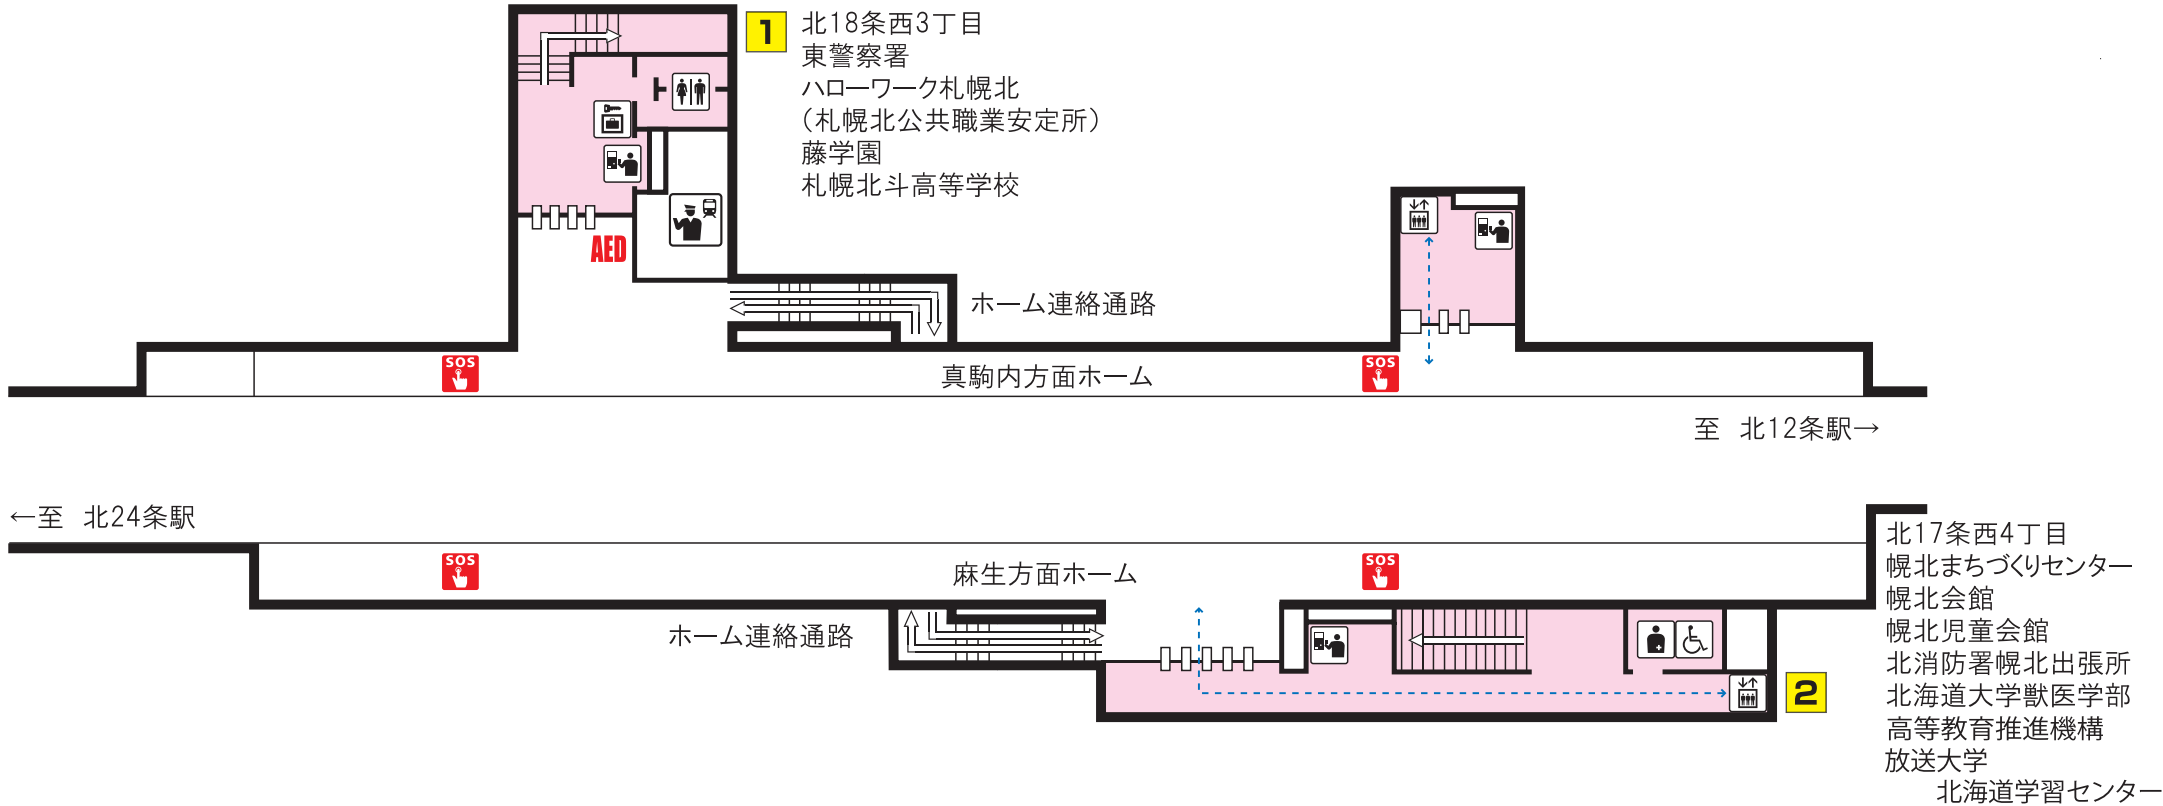 1
北18条西3丁目
東警察署
ハローワーク札幌北
（札幌北公共職業安定所）
藤学園
札幌北斗高等学校
AED
ホーム連絡通路
SOS
真駒内方面ホーム
SOS
至 北12条駅→
←至 北24条駅
SOS
麻生方面ホーム
SOS
ホーム連絡通路
2
北17条西4丁目
幌北まちづくりセンター
幌北会館
幌北児童会館
北消防署幌北出張所
北海道大学獣医学部
高等教育推進機構
放送大学
北海道学習センター